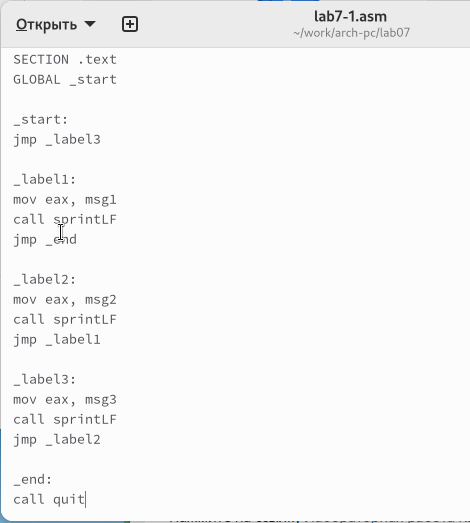 Открыть
lab7-1.asm
~/work/arch-pc/lab07
SECTION .text
GLOBAL _start
_start:
jmp _label3
_label1:
mov eax, msg1
call sprintLF
jmp _end
_label2:
mov eax, msg2
call sprintLF
jmp _label1
_label3:
mov eax, msg3
call sprintLF
jmp _label2
_end:
call quit